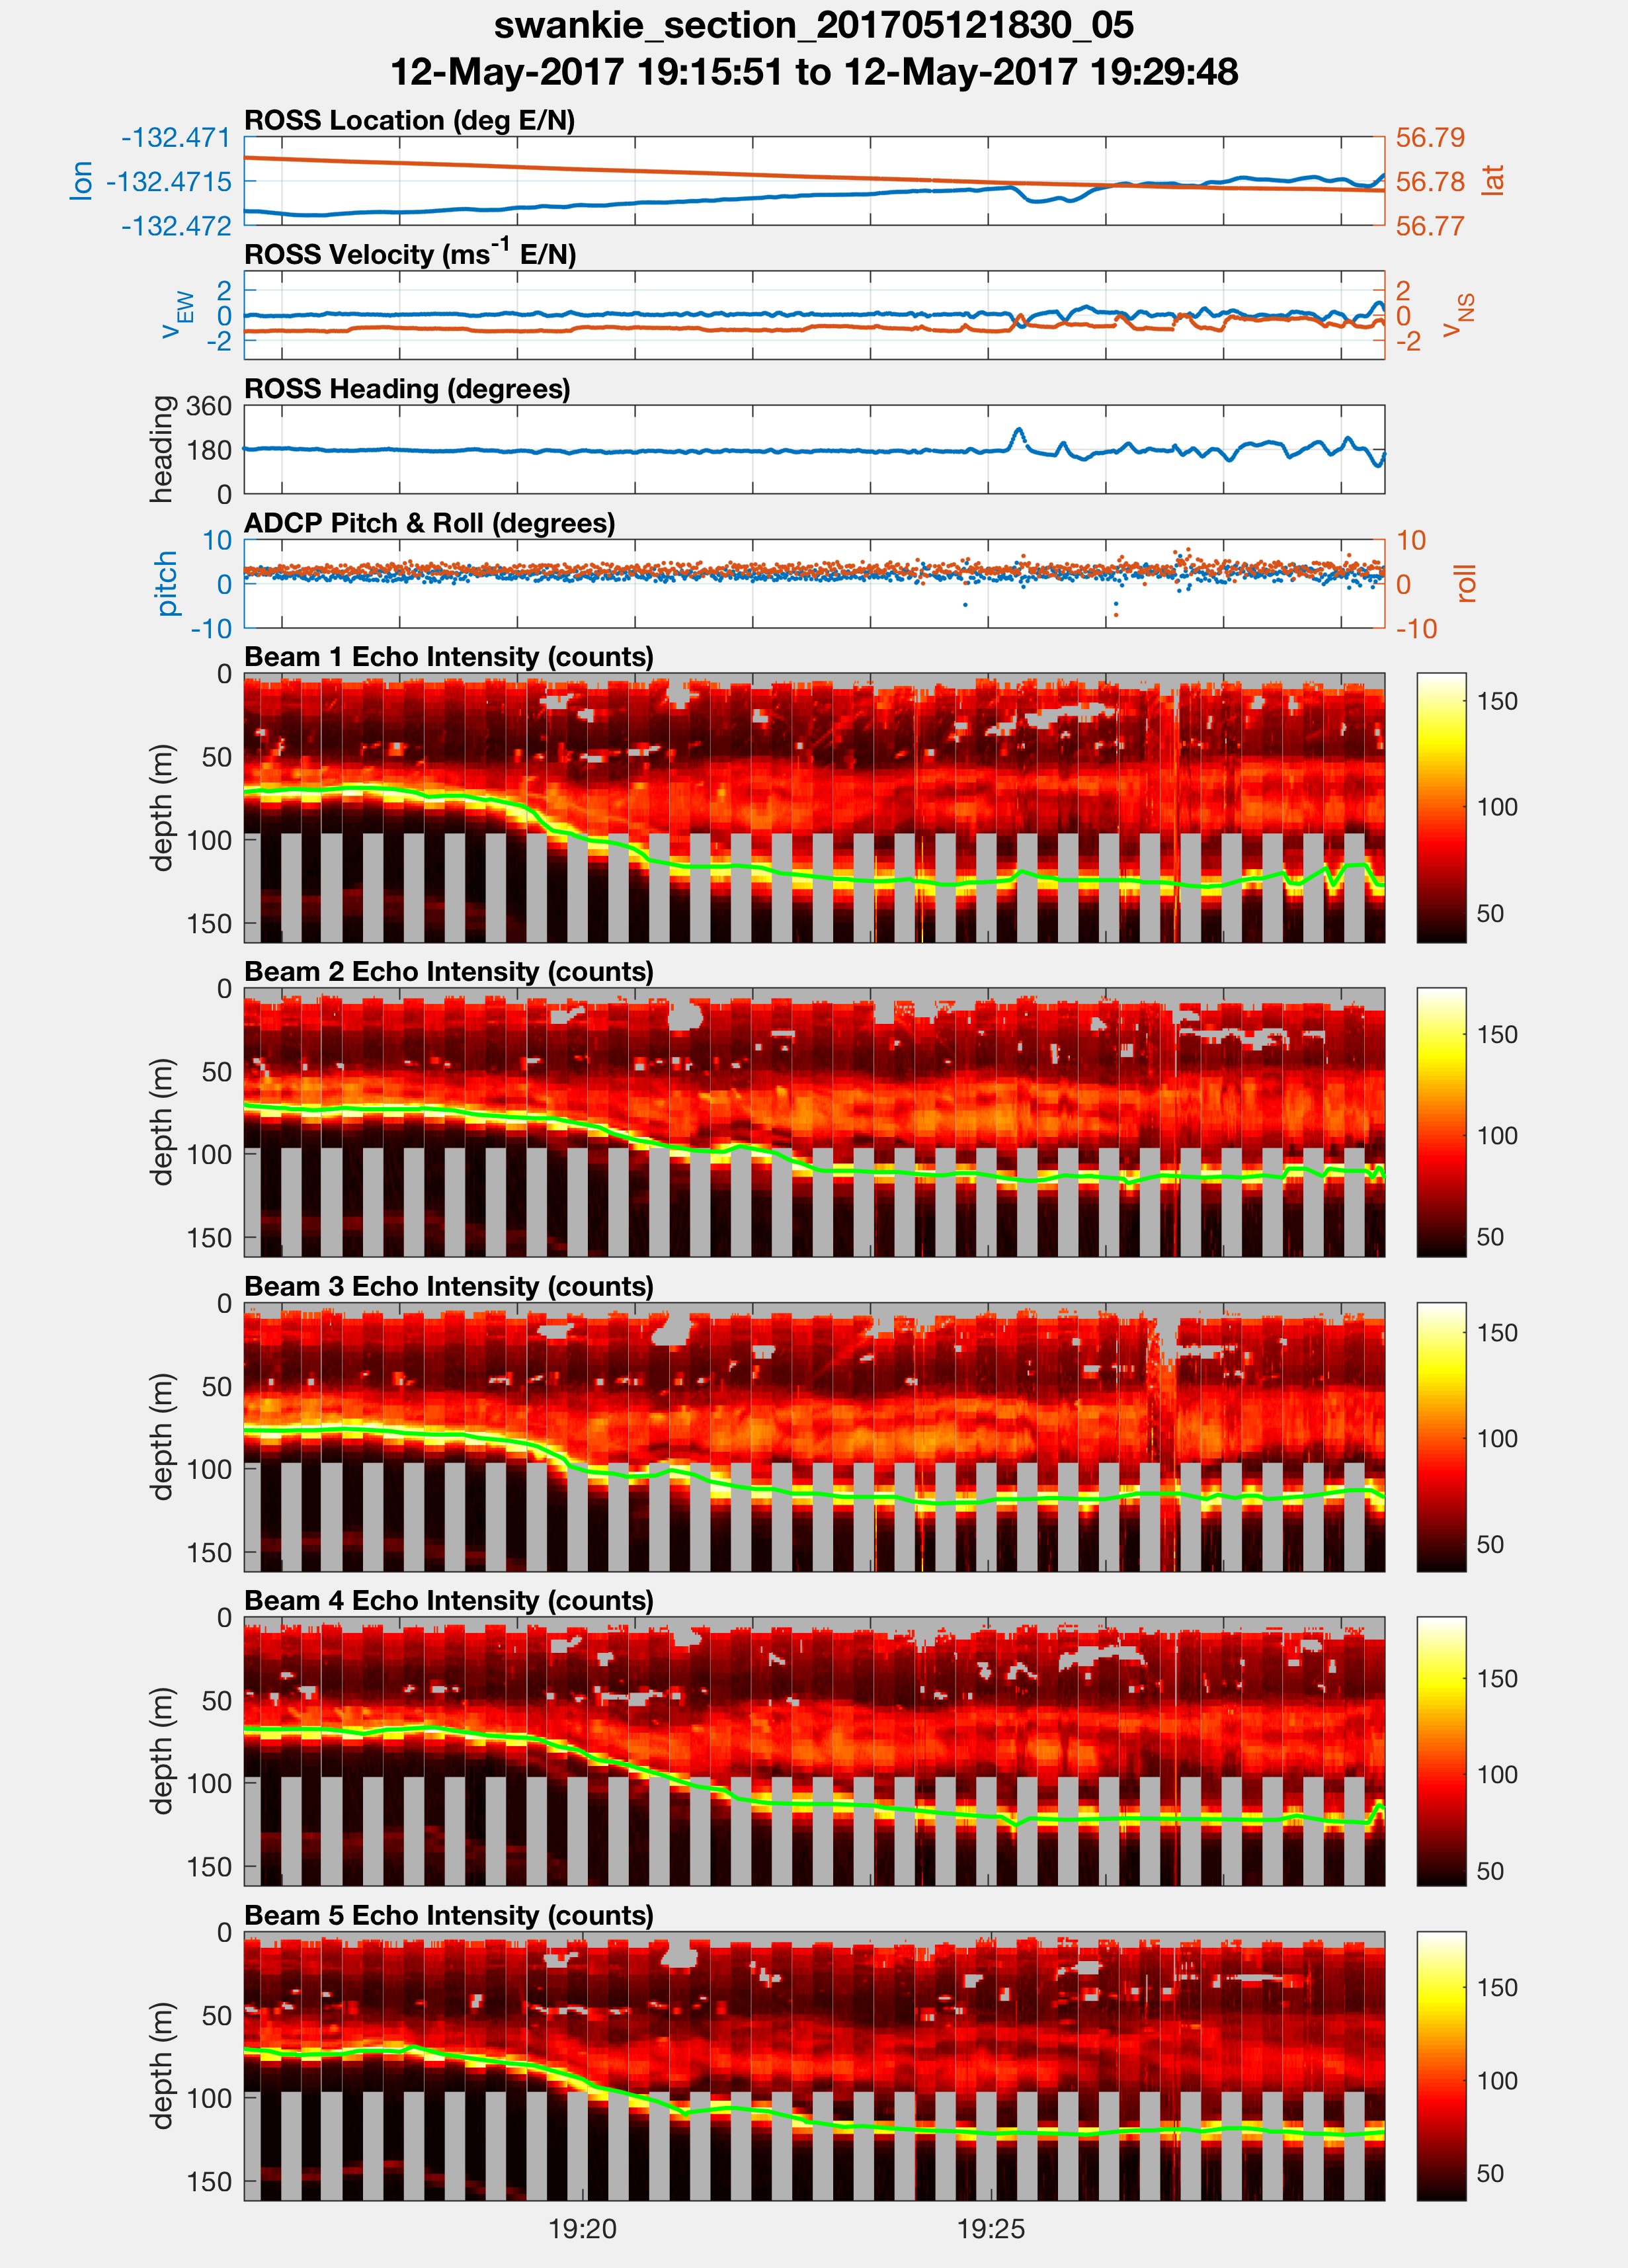 swankie_section_201705121830_05
12-May-2017 19:15:51 to 12-May-2017 19:29:48
ROSS Location (deg E/N)
-132.471
-132.4715
-132.472
lon
56.79
56.78
56.77
lat
ROSS Velocity (ms-1 E/N)
2
0
-2
vEW
2
0
-2
vNS
ROSS Heading (degrees)
360
180
0
heading
ADCP Pitch & Roll (degrees)
10
0
-10
pitch
10
0
-10
roll
Beam 1 Echo Intensity (counts)
0
50
100
150
depth (m)
150
100
50
Beam 2 Echo Intensity (counts)
0
50
100
150
depth (m)
150
100
50
Beam 3 Echo Intensity (counts)
0
50
100
150
depth (m)
150
100
50
Beam 4 Echo Intensity (counts)
0
50
100
150
depth (m)
150
100
50
Beam 5 Echo Intensity (counts)
0
50
100
150
depth (m)
150
100
50
19:20
19:25